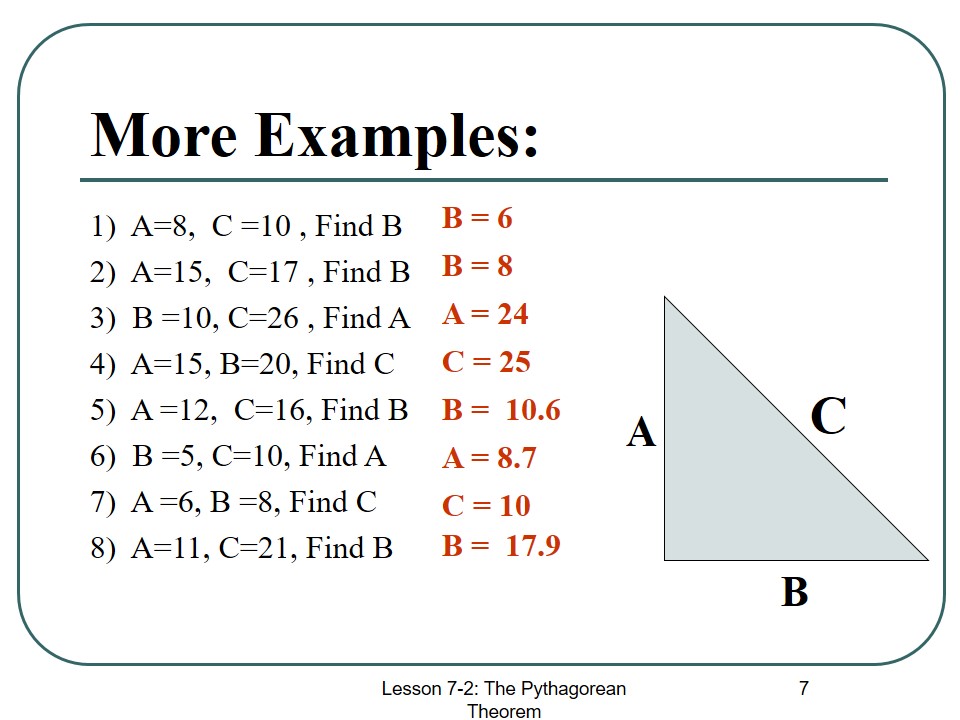 More Examples:
1) A=8, C =10 , Find B
B = 6
2) A=15, C=17 , Find B
B = 8
3) B =10, C=26 , Find A
A = 24
4) A=15, B=20, Find C
C = 25
5) A =12, C=16, Find B
B = 10.6
6) B =5, C=10, Find A
A = 8.7
7) A =6, B =8, Find C
C = 10
8) A=11, C=21, Find B
B = 17.9
A
C
B
Lesson 7-2: The Pythagorean
Theorem
7